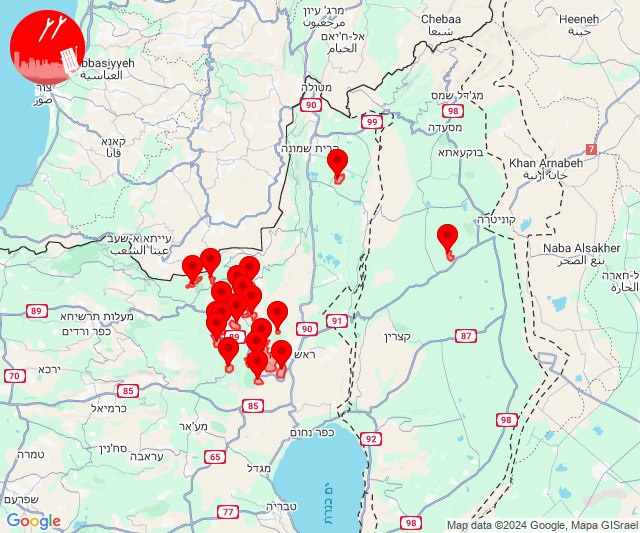 מרג' עיון
مرجعيون
Chebaa
شبعا
Heeneh
حينة
אל-ח'יאם
الخيام
bbasiyyeh
العباسية
מטולה
90
מג'דל שמס
98
99
צור
صور
קאנא
قانا
מסעדה
קרית שמונה
בוקעאתא
7
Khan Arnabeh
خان أرنبة
קוניטרה
עייתא א-שעב
عيتا الشعب
Naba Alsakher
نبع الصخر
אל-חארה
الحارة
89
מעלות תרשיחא
כפר ורדים
89
90
91
קצרין
87
ראש
ירכא
70
85
כרמיאל
85
98
מע'אר
כפר נחום
92
סח'נין
65
עראבה
טמרה
מגדל
ים כנרת
שפרעם
77
טבריה
98
Google
Map data ©2024 Google, Mapa GISrael